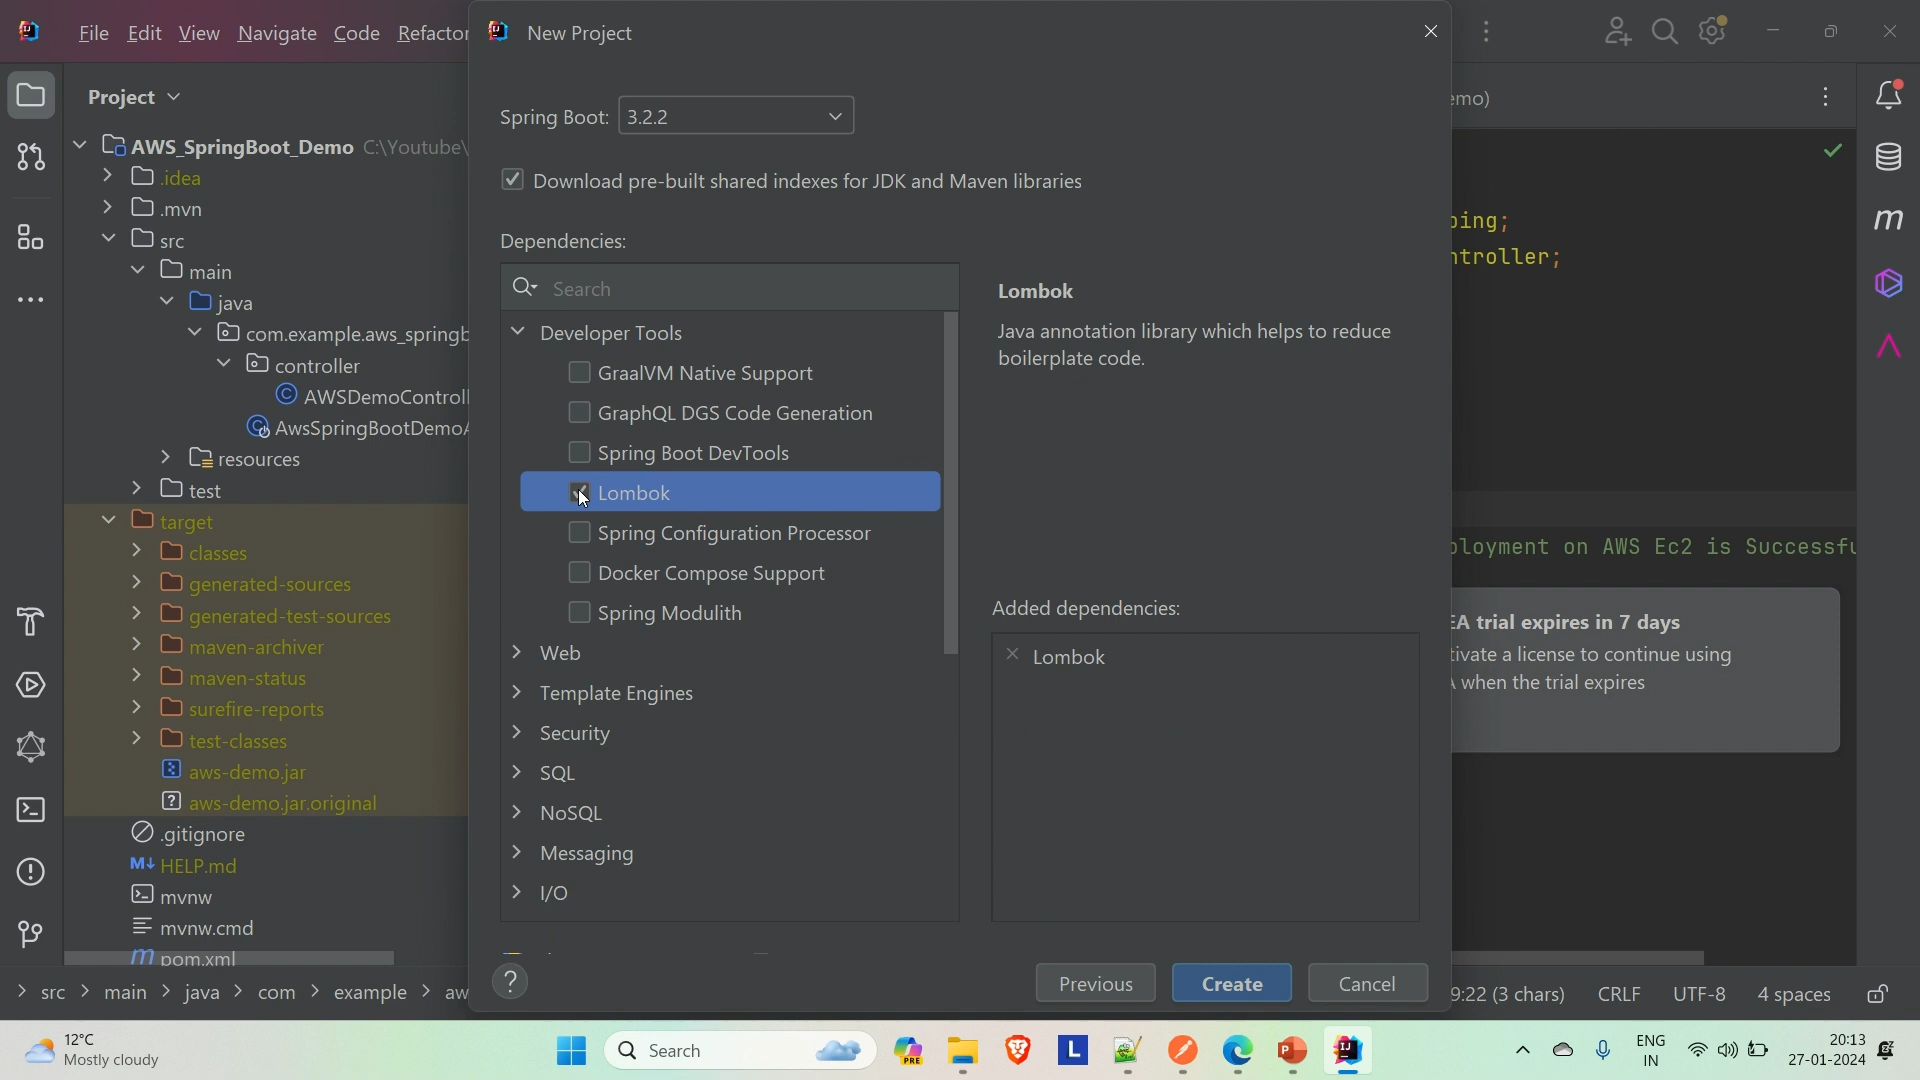 File Edit View Navigate Code Refactor
New Project
Project
AWS_SpringBoot_Demo C:\Youtube\
.idea
.mvn
src
main
java
com.example.aws_springb
controller
AWSDemoControll
AwsSpringBootDemoA
resources
test
target
classes
generated-sources
generated-test-sources
maven-archiver
maven-status
surefire-reports
test-classes
aws-demo.jar
aws-demo.jar.original
.gitignore
M↓ HELP.md
mvnw
mvnw.cmd
m pom.xml
Spring Boot: 3.2.2
Download pre-built shared indexes for JDK and Maven libraries
Dependencies:
Search
Developer Tools
GraalVM Native Support
GraphQL DGS Code Generation
Spring Boot DevTools
Lombok
Spring Configuration Processor
Docker Compose Support
Spring Modulith
Web
Template Engines
Security
SQL
NoSQL
Messaging
I/O
Lombok
Java annotation library which helps to reduce
boilerplate code.
Added dependencies:
Lombok
? Previous Create Cancel
emo)
ping;
ntroller;
ployment on AWS Ec2 is Successfu
EA trial expires in 7 days
tivate a license to continue using
A when the trial expires
m
src > main > java > com > example > aw
9:22 (3 chars) CRLF UTF-8 4 spaces
12°C
Mostly cloudy
Search
PRE
L
P
IJ
ENG
IN
20:13
27-01-2024